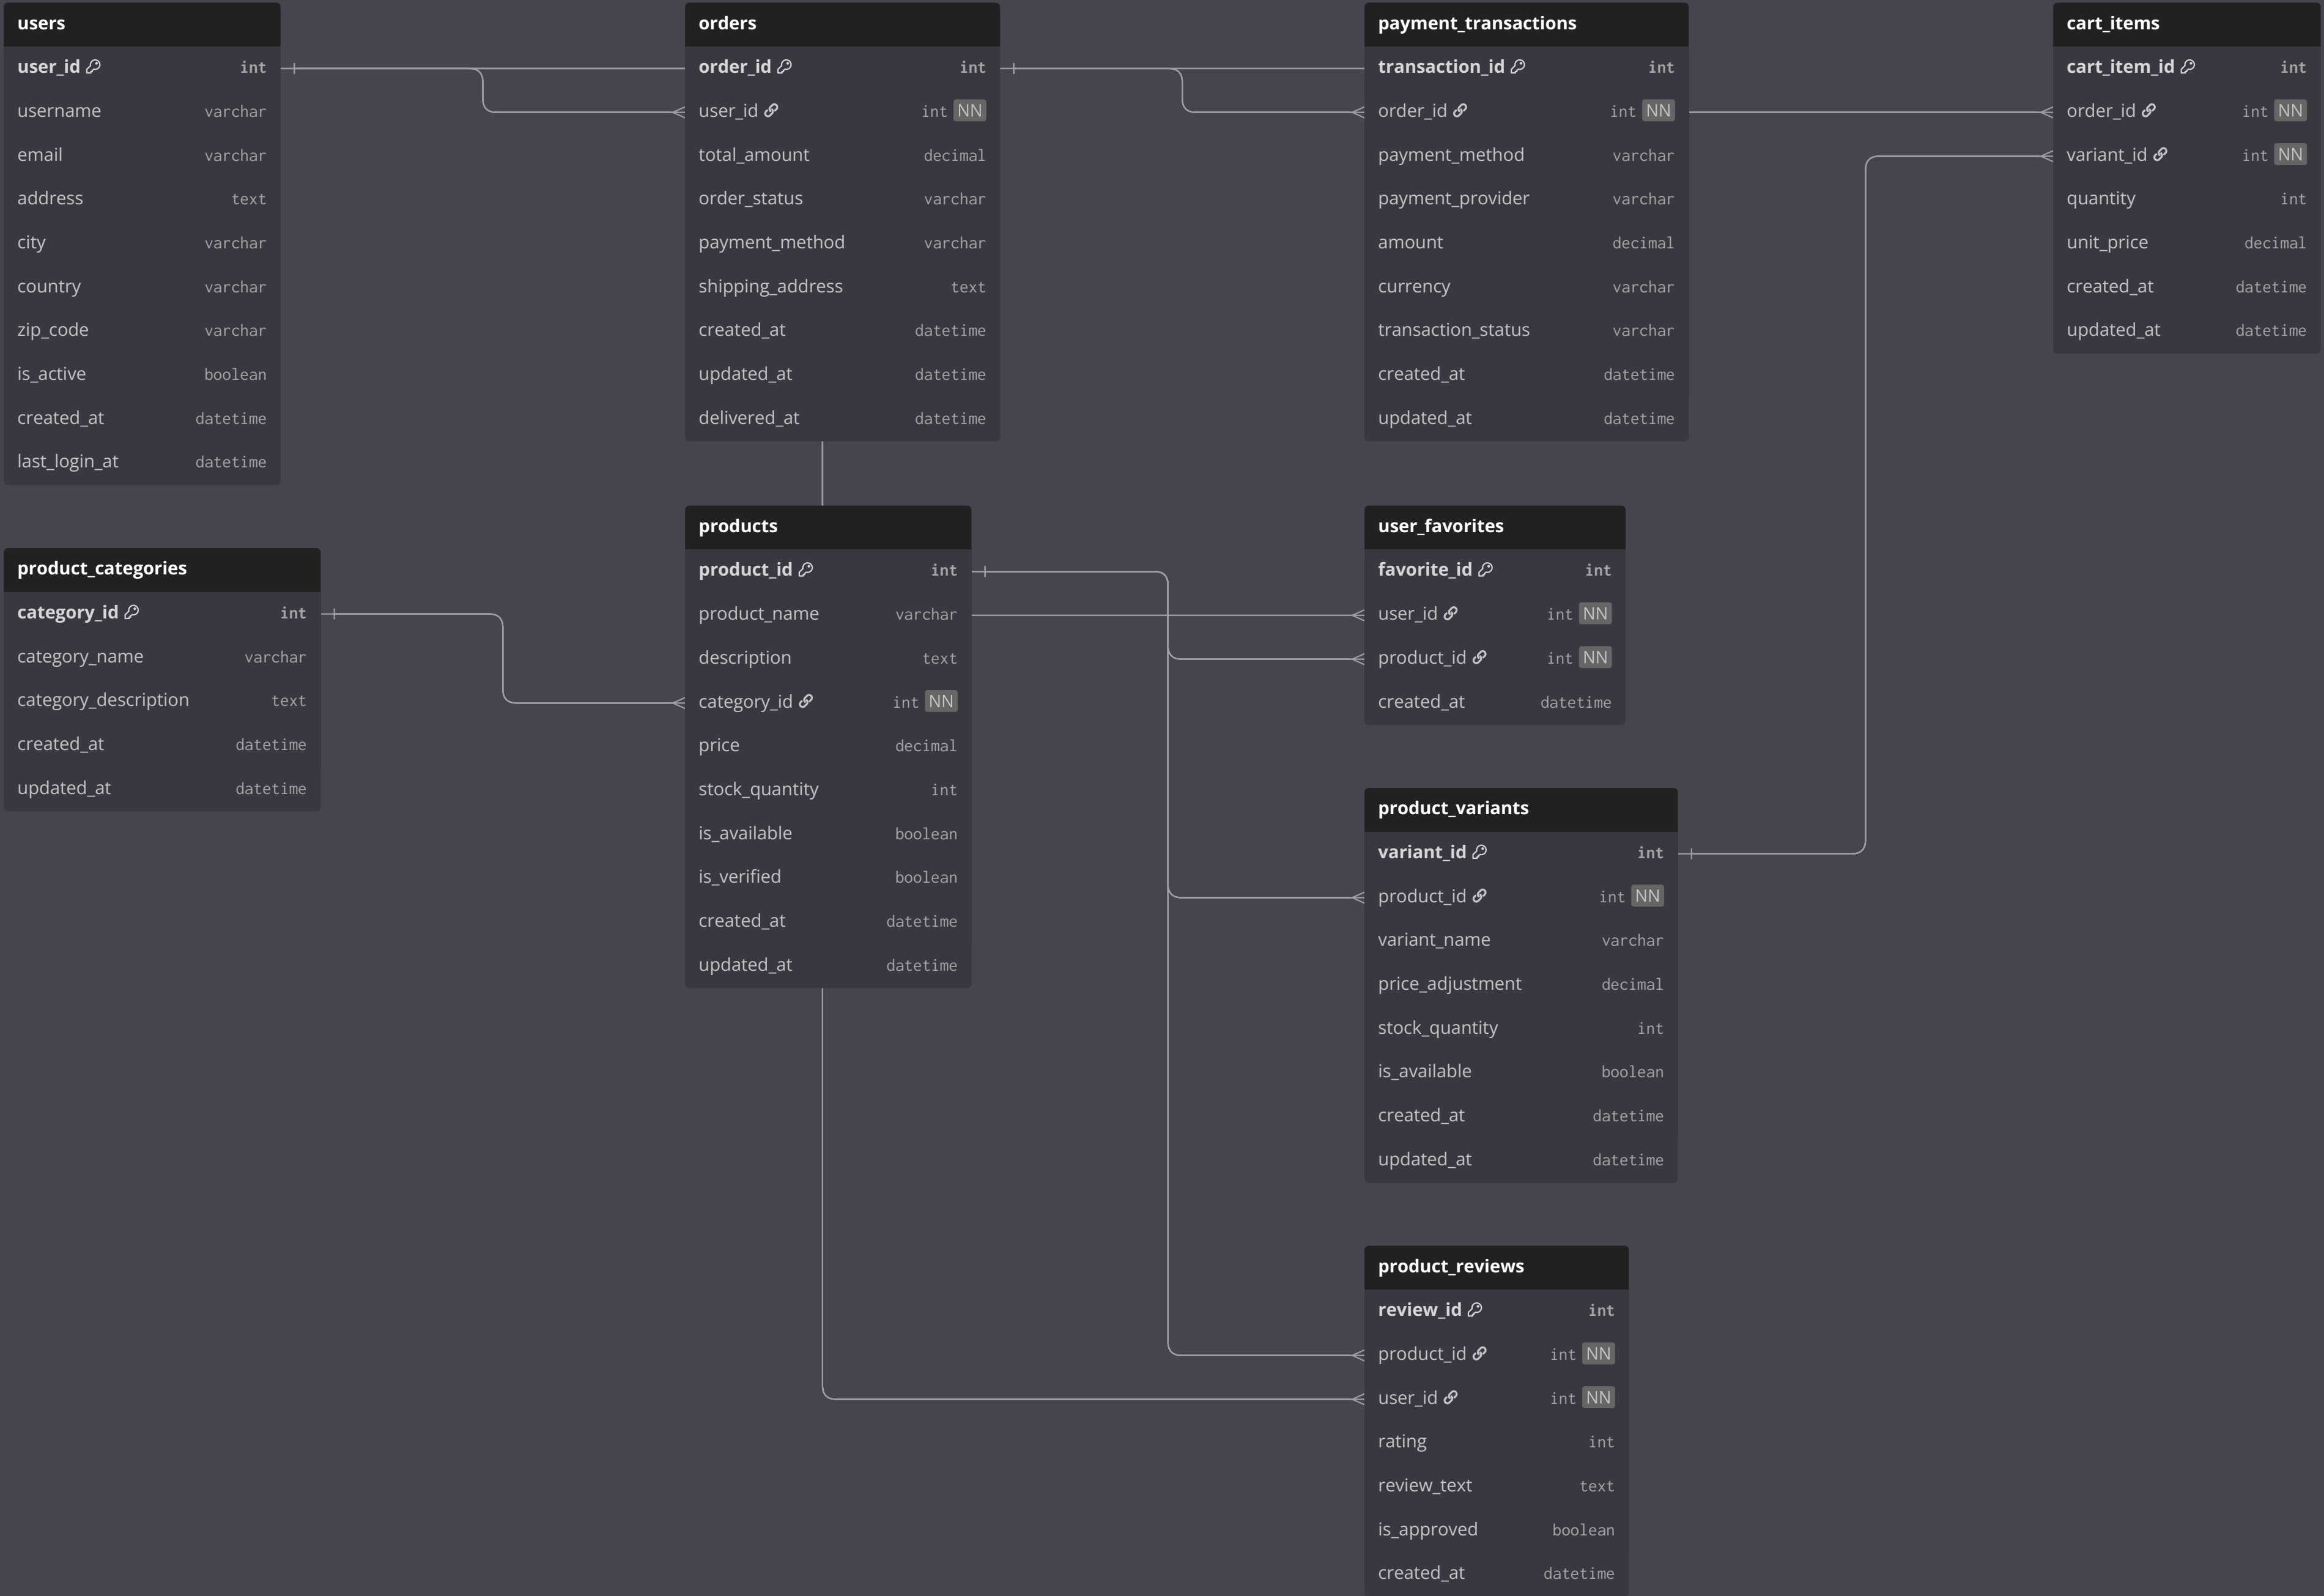 users
user_id int
username varchar
email varchar
address text
city varchar
country varchar
zip_code varchar
is_active boolean
created_at datetime
last_login_at datetime
orders
order_id int
user_id int NN
total_amount decimal
order_status varchar
payment_method varchar
shipping_address text
created_at datetime
updated_at datetime
delivered_at datetime
payment_transactions
transaction_id int
order_id int NN
payment_method varchar
payment_provider varchar
amount decimal
currency varchar
transaction_status varchar
created_at datetime
updated_at datetime
cart_items
cart_item_id int
order_id int NN
variant_id int NN
quantity int
unit_price decimal
created_at datetime
updated_at datetime
product_categories
category_id int
category_name varchar
category_description text
created_at datetime
updated_at datetime
products
product_id int
product_name varchar
description text
category_id int NN
price decimal
stock_quantity int
is_available boolean
is_verified boolean
created_at datetime
updated_at datetime
user_favorites
favorite_id int
user_id int NN
product_id int NN
created_at datetime
product_variants
variant_id int
product_id int NN
variant_name varchar
price_adjustment decimal
stock_quantity int
is_available boolean
created_at datetime
updated_at datetime
product_reviews
review_id int
product_id int NN
user_id int NN
rating int
review_text text
is_approved boolean
created_at datetime